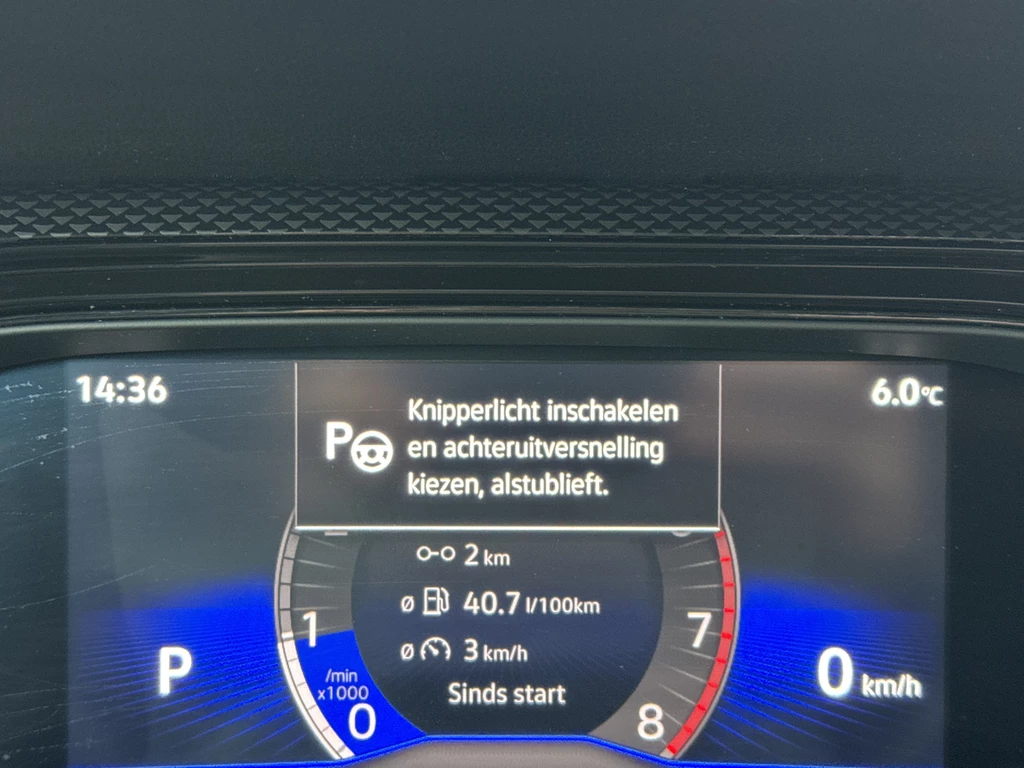 14:36
6.0°C
P
Knipperlicht inschakelen
en achteruitversnelling
kiezen, alstublieft.
2 km
ø 40.7 l/100km
ø 3 km/h
Sinds start
1
/min
x1000
0
7
8
P
0 km/h